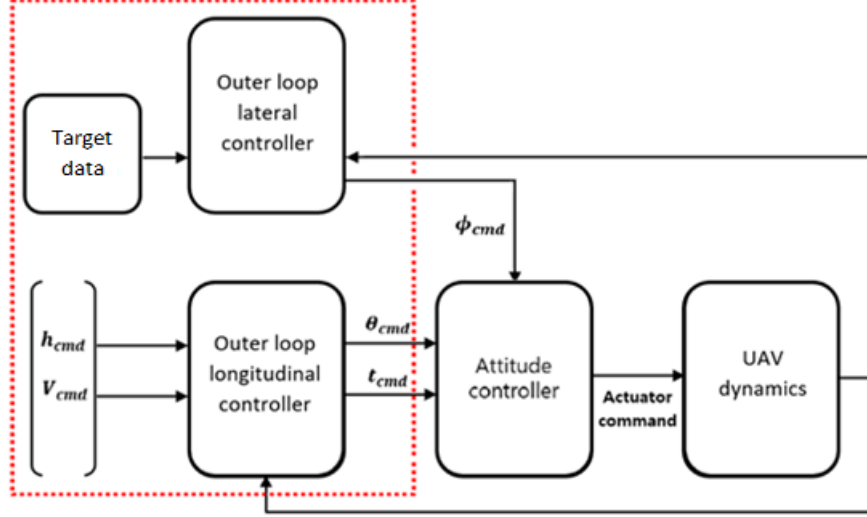 Outer loop
lateral
controller
Target
data
ϕcmd
hcmd
Vcmd
Outer loop
longitudinal
controller
θcmd
tcmd
Attitude
controller
Actuator
command
UAV
dynamics